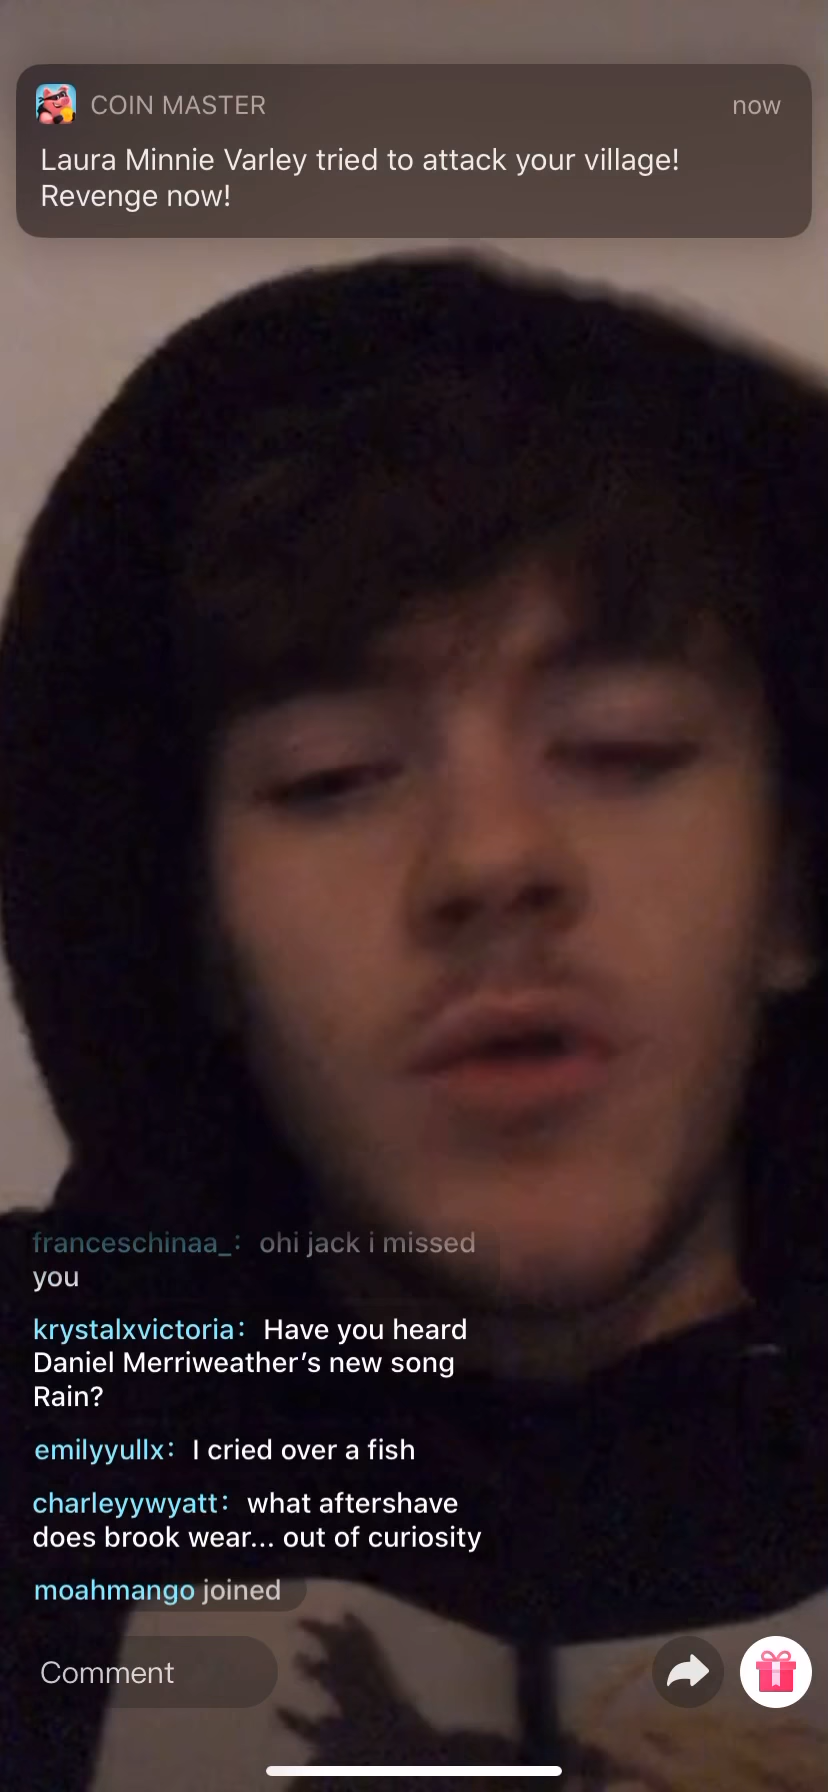 COIN MASTER now
Laura Minnie Varley tried to attack your village!
Revenge now!
franceschinaa_: ohi jack i missed
you
krystalxvictoria: Have you heard
Daniel Merriweather’s new song
Rain?
emilyyullx: I cried over a fish
charleyywyatt: what aftershave
does brook wear... out of curiosity
moahmango joined
Comment